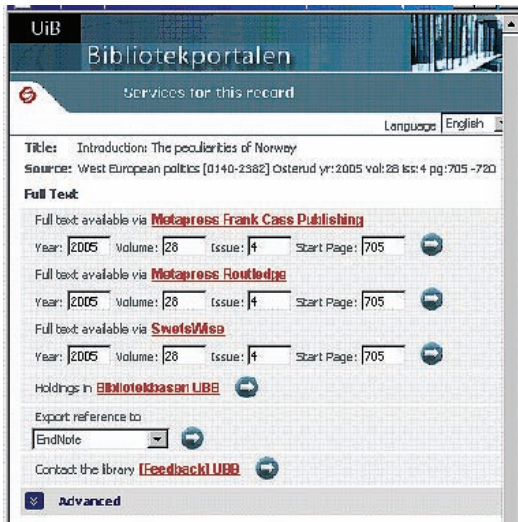 UiB
Bibliotekportalen
Services for this record
Language English
Title: Introduction: The peculiarities of Norway
Source: West European politics [0140-2382] Osterud yr:2005 vol:28 iss:4 pg:705 -720
Full Text
Full text available via Metapress Frank Cass Publishing
Year: 2005 Volume: 28 Issue: 4 Start Page: 705
Full text available via Metapress Routledge
Year: 2005 Volume: 28 Issue: 4 Start Page: 705
Full text available via SwetsWise
Year: 2005 Volume: 28 Issue: 4 Start Page: 705
Holdings in Bibliotekbasen UBB
Export reference to
EndNote
Contact the library [Feedback] UBB
Advanced